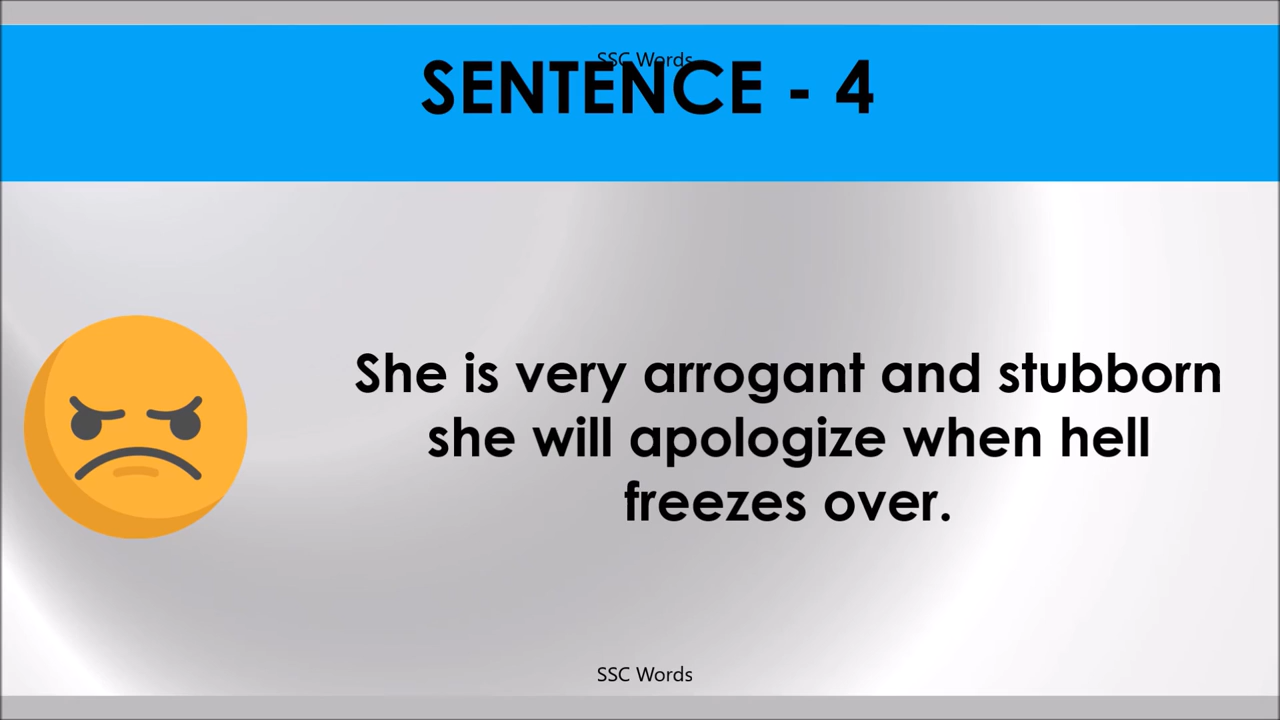 SSC Words
SENTENCE - 4
She is very arrogant and stubborn
she will apologize when hell
freezes over.
SSC Words